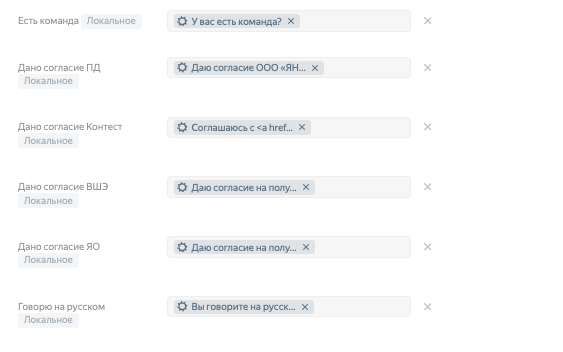 Есть команда Локальное У вас есть команда?
Дано согласие ПД Даю согласие ООО «ЯН...
Локальное
Дано согласие Контест Соглашаюсь с <a href...
Локальное
Дано согласие ВШЭ Даю согласие на полу...
Локальное
Дано согласие ЯО Даю согласие на полу...
Локальное
Говорю на русском Вы говорите на русск...
Локальное